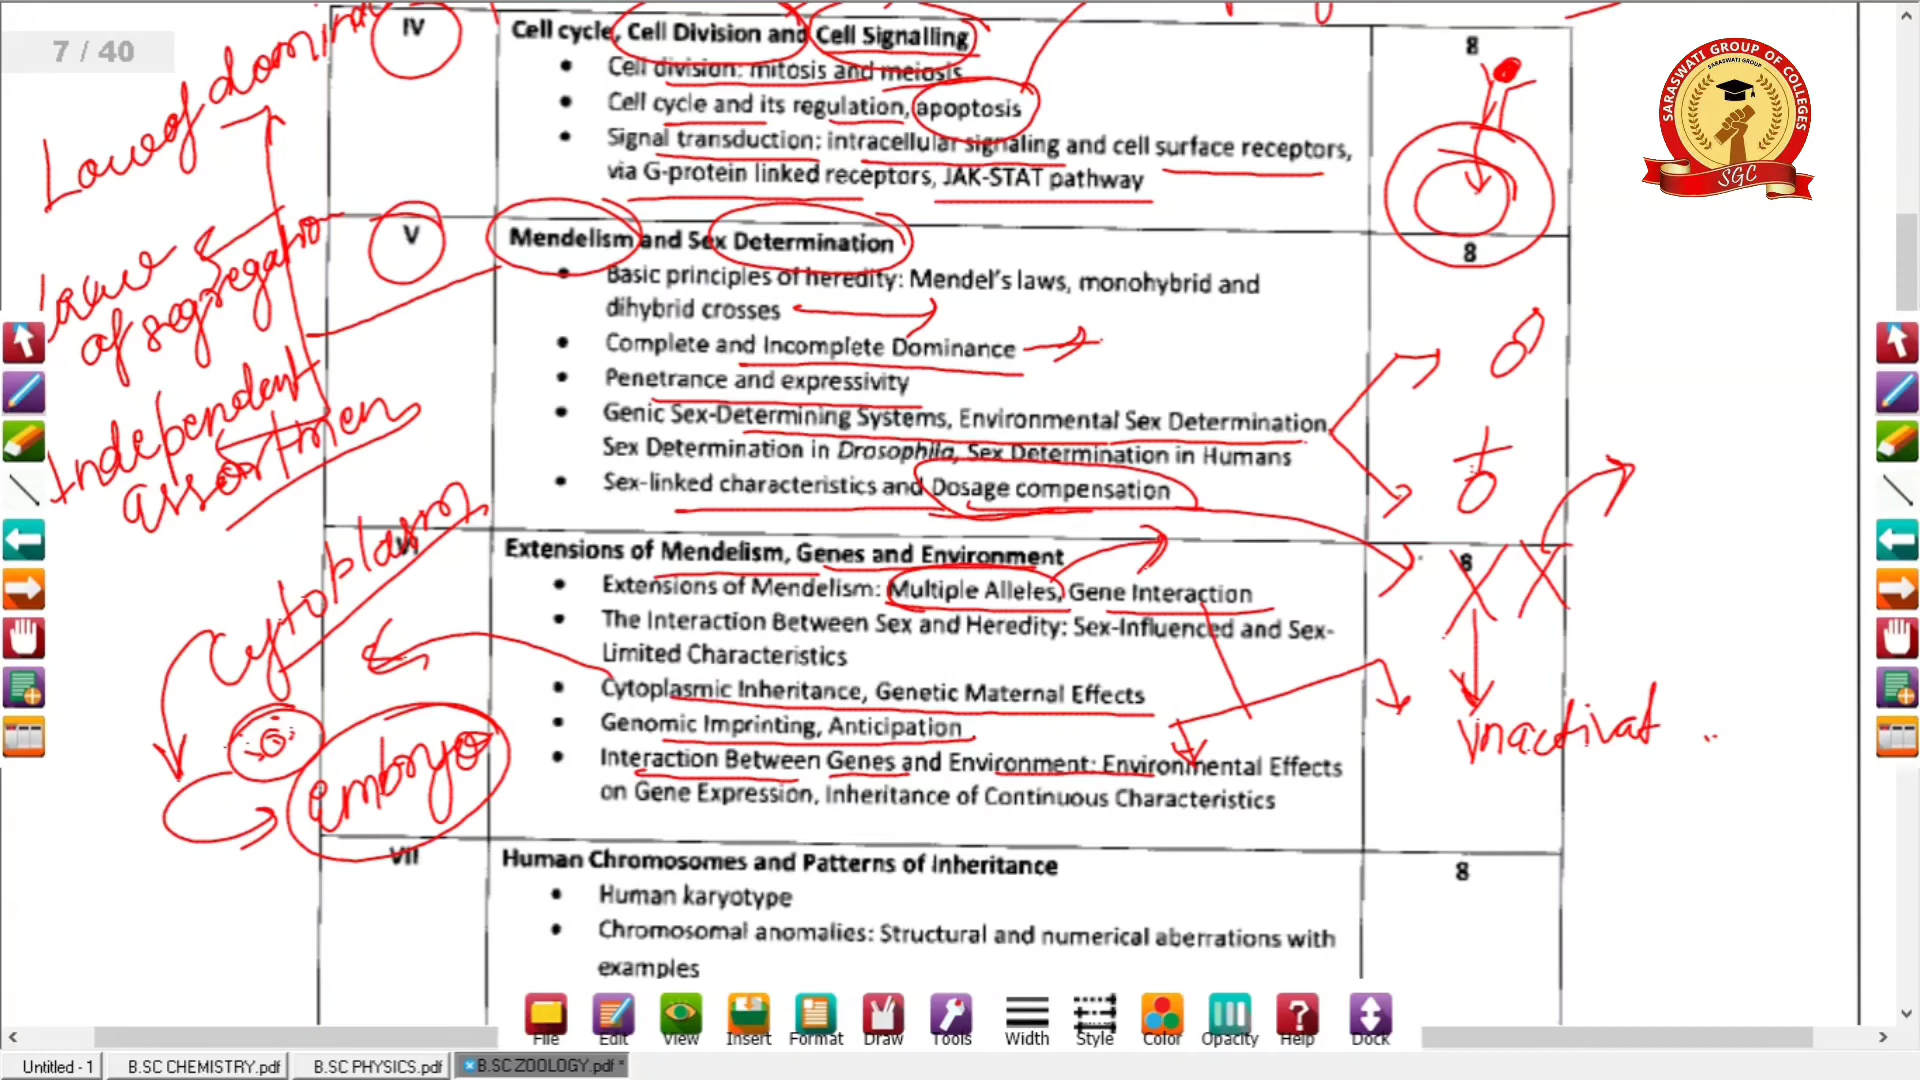 7 / 40
IV
Cell cycle, Cell Division and Cell Signalling
8
• Cell division: mitosis and meiosis
• Cell cycle and its regulation, apoptosis
• Signal transduction: intracellular signaling and cell surface receptors,
via G-protein linked receptors, JAK-STAT pathway
SARASWATI GROUP OF COLLEGES
SARASWATI GROUP
SGC
Law of
of segregation
Independent
V
Mendelism and Sex Determination
8
• Basic principles of heredity: Mendel's laws, monohybrid and
dihybrid crosses
• Complete and Incomplete Dominance
• Penetrance and expressivity
• Genic Sex-Determining Systems, Environmental Sex Determination,
Sex Determination in Drosophila, Sex Determination in Humans
• Sex-linked characteristics and Dosage compensation
Cytoplasm
VI
Extensions of Mendelism, Genes and Environment
8
• Extensions of Mendelism: Multiple Alleles, Gene Interaction
• The Interaction Between Sex and Heredity: Sex-Influenced and Sex-
Limited Characteristics
• Cytoplasmic Inheritance, Genetic Maternal Effects
• Genomic Imprinting, Anticipation
• Interaction Between Genes and Environment: Environmental Effects
on Gene Expression, Inheritance of Continuous Characteristics
X X
inactivat
embryo
VII
Human Chromosomes and Patterns of Inheritance
8
• Human karyotype
• Chromosomal anomalies: Structural and numerical aberrations with
examples
File Edit View Insert Format Draw Tools Width Style Color Opacity Help Dock
Untitled - 1 B.SC CHEMISTRY.pdf B.SC PHYSICS.pdf B.SC ZOOLOGY.pdf *